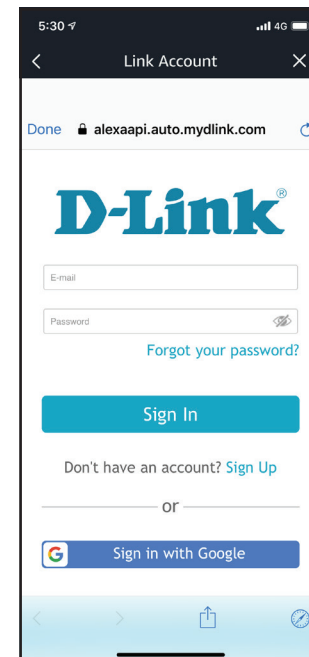 5:30 4G
Link Account
Done alexaapi.auto.mydlink.com
D-Link®
E-mail
Password
Forgot your password?
Sign In
Don't have an account? Sign Up
or
G Sign in with Google